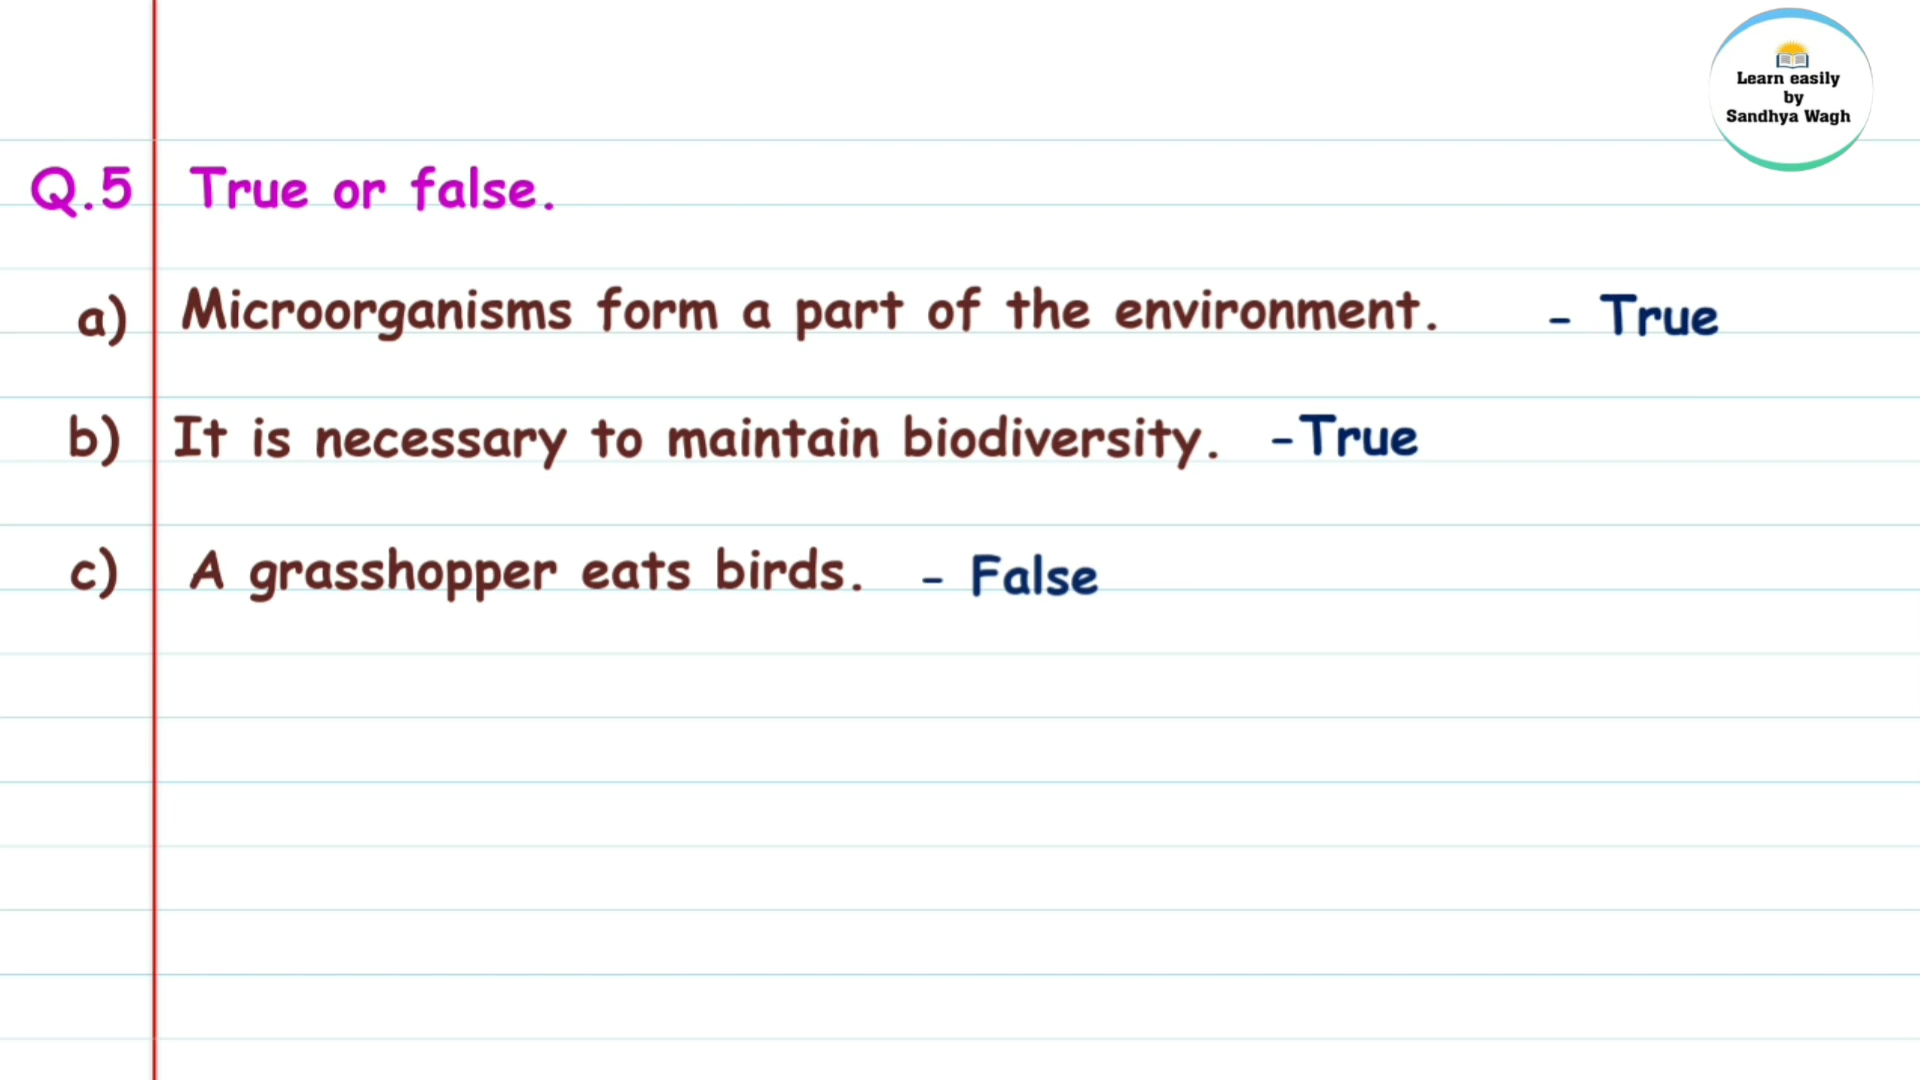 Learn easily
by
Sandhya Wagh
Q.5 True or false.
a) Microorganisms form a part of the environment. - True
b) It is necessary to maintain biodiversity. -True
c) A grasshopper eats birds. - False